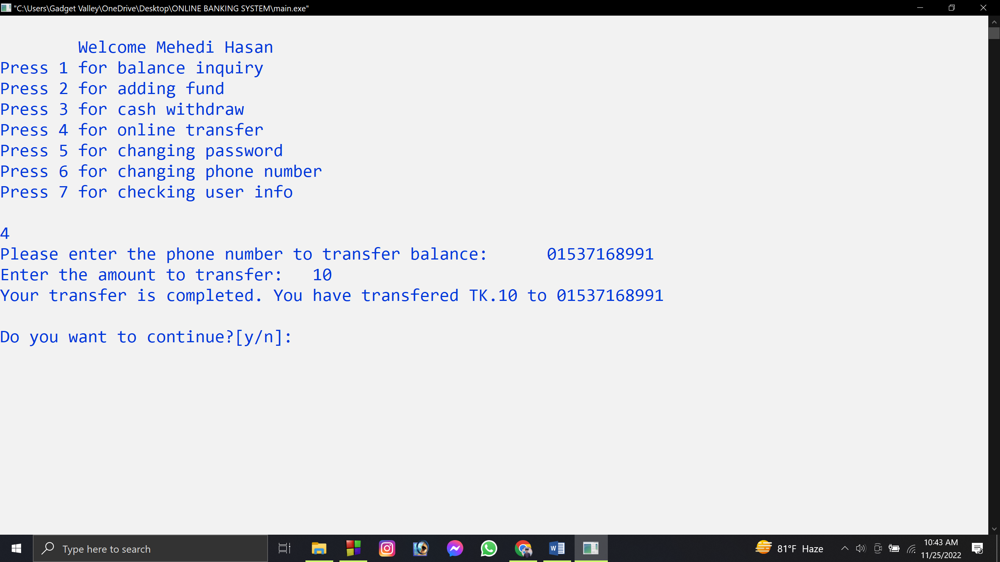 "C:\Users\Gadget Valley\OneDrive\Desktop\ONLINE BANKING SYSTEM\main.exe"
Welcome Mehedi Hasan
Press 1 for balance inquiry
Press 2 for adding fund
Press 3 for cash withdraw
Press 4 for online transfer
Press 5 for changing password
Press 6 for changing phone number
Press 7 for checking user info
4
Please enter the phone number to transfer balance: 01537168991
Enter the amount to transfer: 10
Your transfer is completed. You have transfered TK.10 to 01537168991
Do you want to continue?[y/n]:
Type here to search
81°F Haze
10:43 AM
11/25/2022